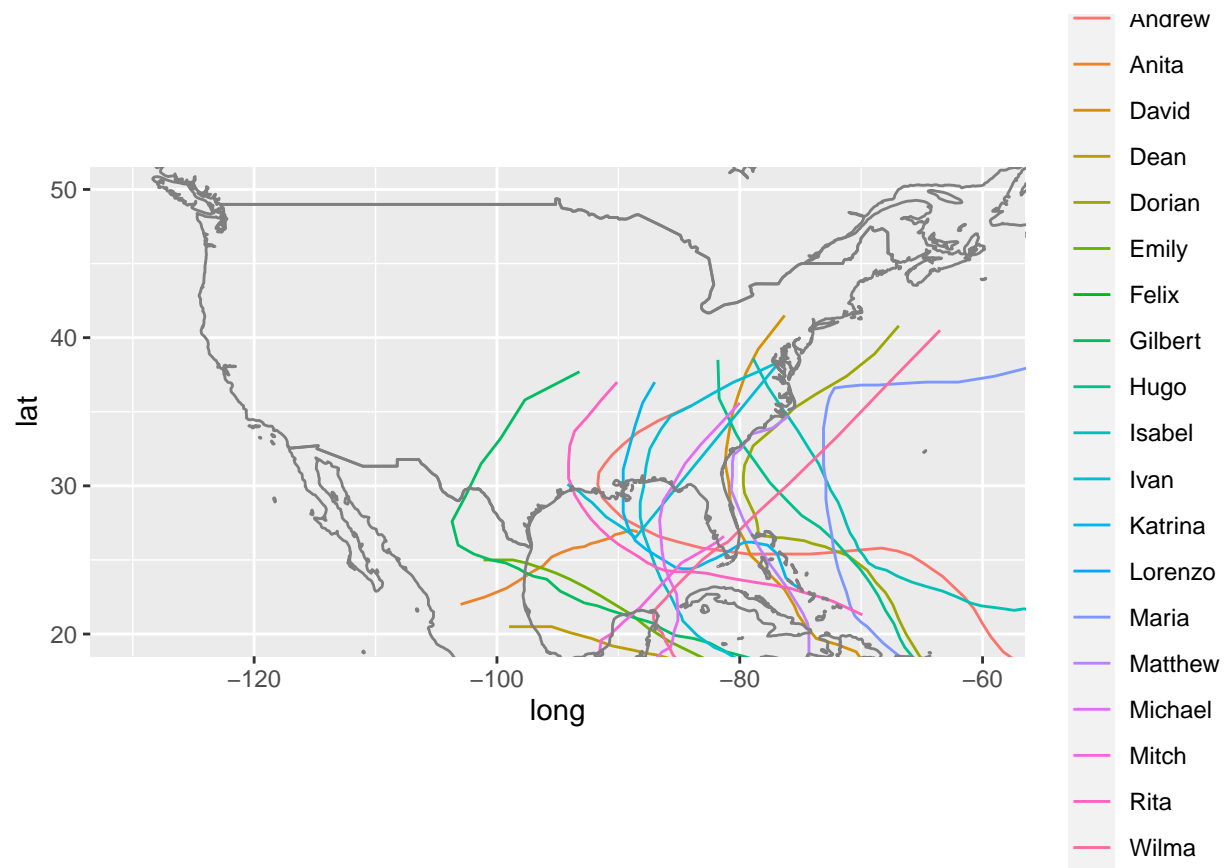 Andrew
Anita
David
Dean
Dorian
Emily
Felix
Gilbert
Hugo
Isabel
Ivan
Katrina
Lorenzo
Maria
Matthew
Michael
Mitch
Rita
Wilma
50
40
30
20
lat
−120
−100
−80
−60
long